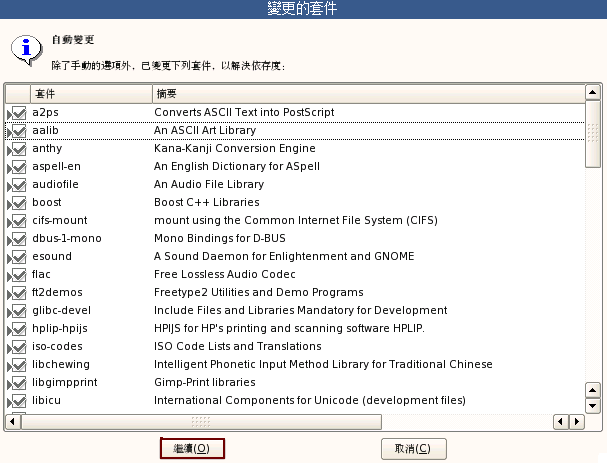 變更的套件
自動變更
除了手動的選項外，已變更下列套件，以解決依存度：
套件 摘要
a2ps Converts ASCII Text into PostScript
aalib An ASCII Art Library
anthy Kana-Kanji Conversion Engine
aspell-en An English Dictionary for ASpell
audiofile An Audio File Library
boost Boost C++ Libraries
cifs-mount mount using the Common Internet File System (CIFS)
dbus-1-mono Mono Bindings for D-BUS
esound A Sound Daemon for Enlightenment and GNOME
flac Free Lossless Audio Codec
ft2demos Freetype2 Utilities and Demo Programs
glibc-devel Include Files and Libraries Mandatory for Development
hplip-hpijs HPIJS for HP's printing and scanning software HPLIP.
iso-codes ISO Code Lists and Translations
libchewing Intelligent Phonetic Input Method Library for Traditional Chinese
libgimpprint Gimp-Print libraries
libicu International Components for Unicode (development files)
繼續(O) 取消(C)